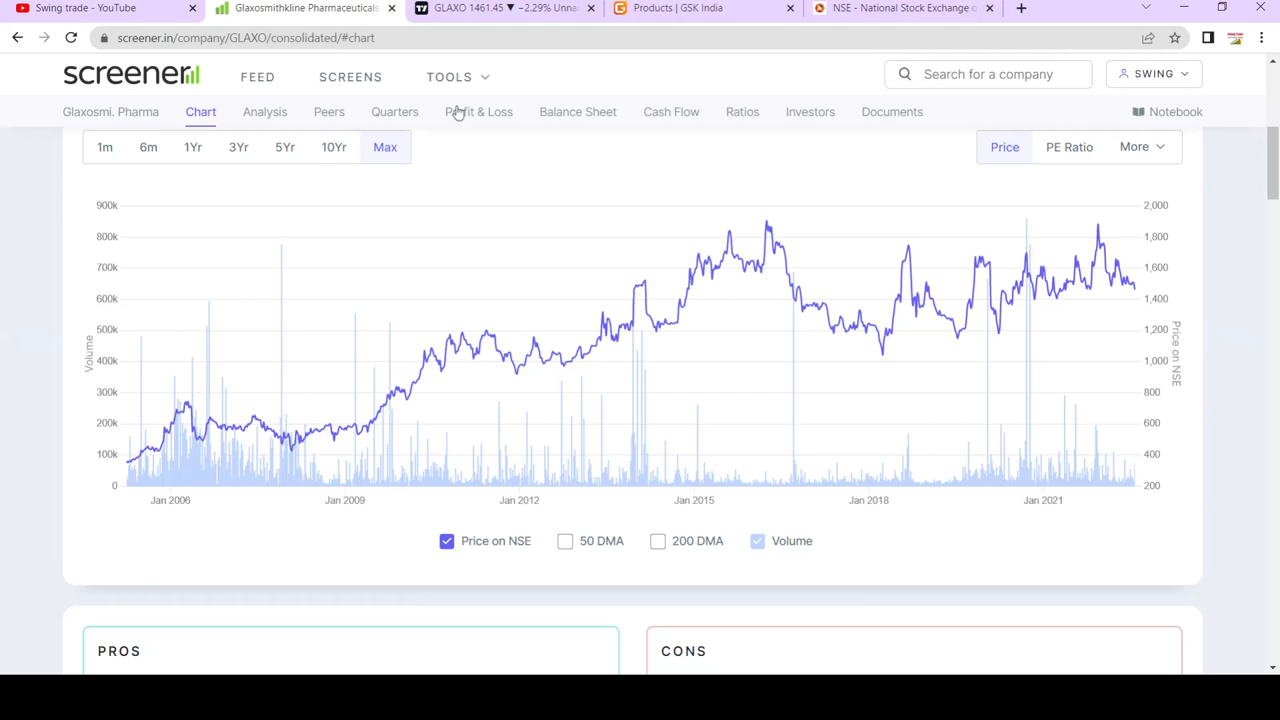 Swing trade - YouTube
Glaxosmithkline Pharmaceuticals
GLAXO 1461.45 ▼ −2.29% Unna
Products | GSK India
NSE - National Stock Exchange o
screener.in/company/GLAXO/consolidated/#chart
screener
FEED
SCREENS
TOOLS
Search for a company
SWING
Glaxosmi. Pharma
Chart
Analysis
Peers
Quarters
Profit & Loss
Balance Sheet
Cash Flow
Ratios
Investors
Documents
Notebook
1m
6m
1Yr
3Yr
5Yr
10Yr
Max
Price
PE Ratio
More
900k
800k
700k
600k
500k
400k
300k
200k
100k
0
Volume
2,000
1,800
1,600
1,400
1,200
1,000
800
600
400
200
Price on NSE
Jan 2006
Jan 2009
Jan 2012
Jan 2015
Jan 2018
Jan 2021
Price on NSE
50 DMA
200 DMA
Volume
PROS
CONS